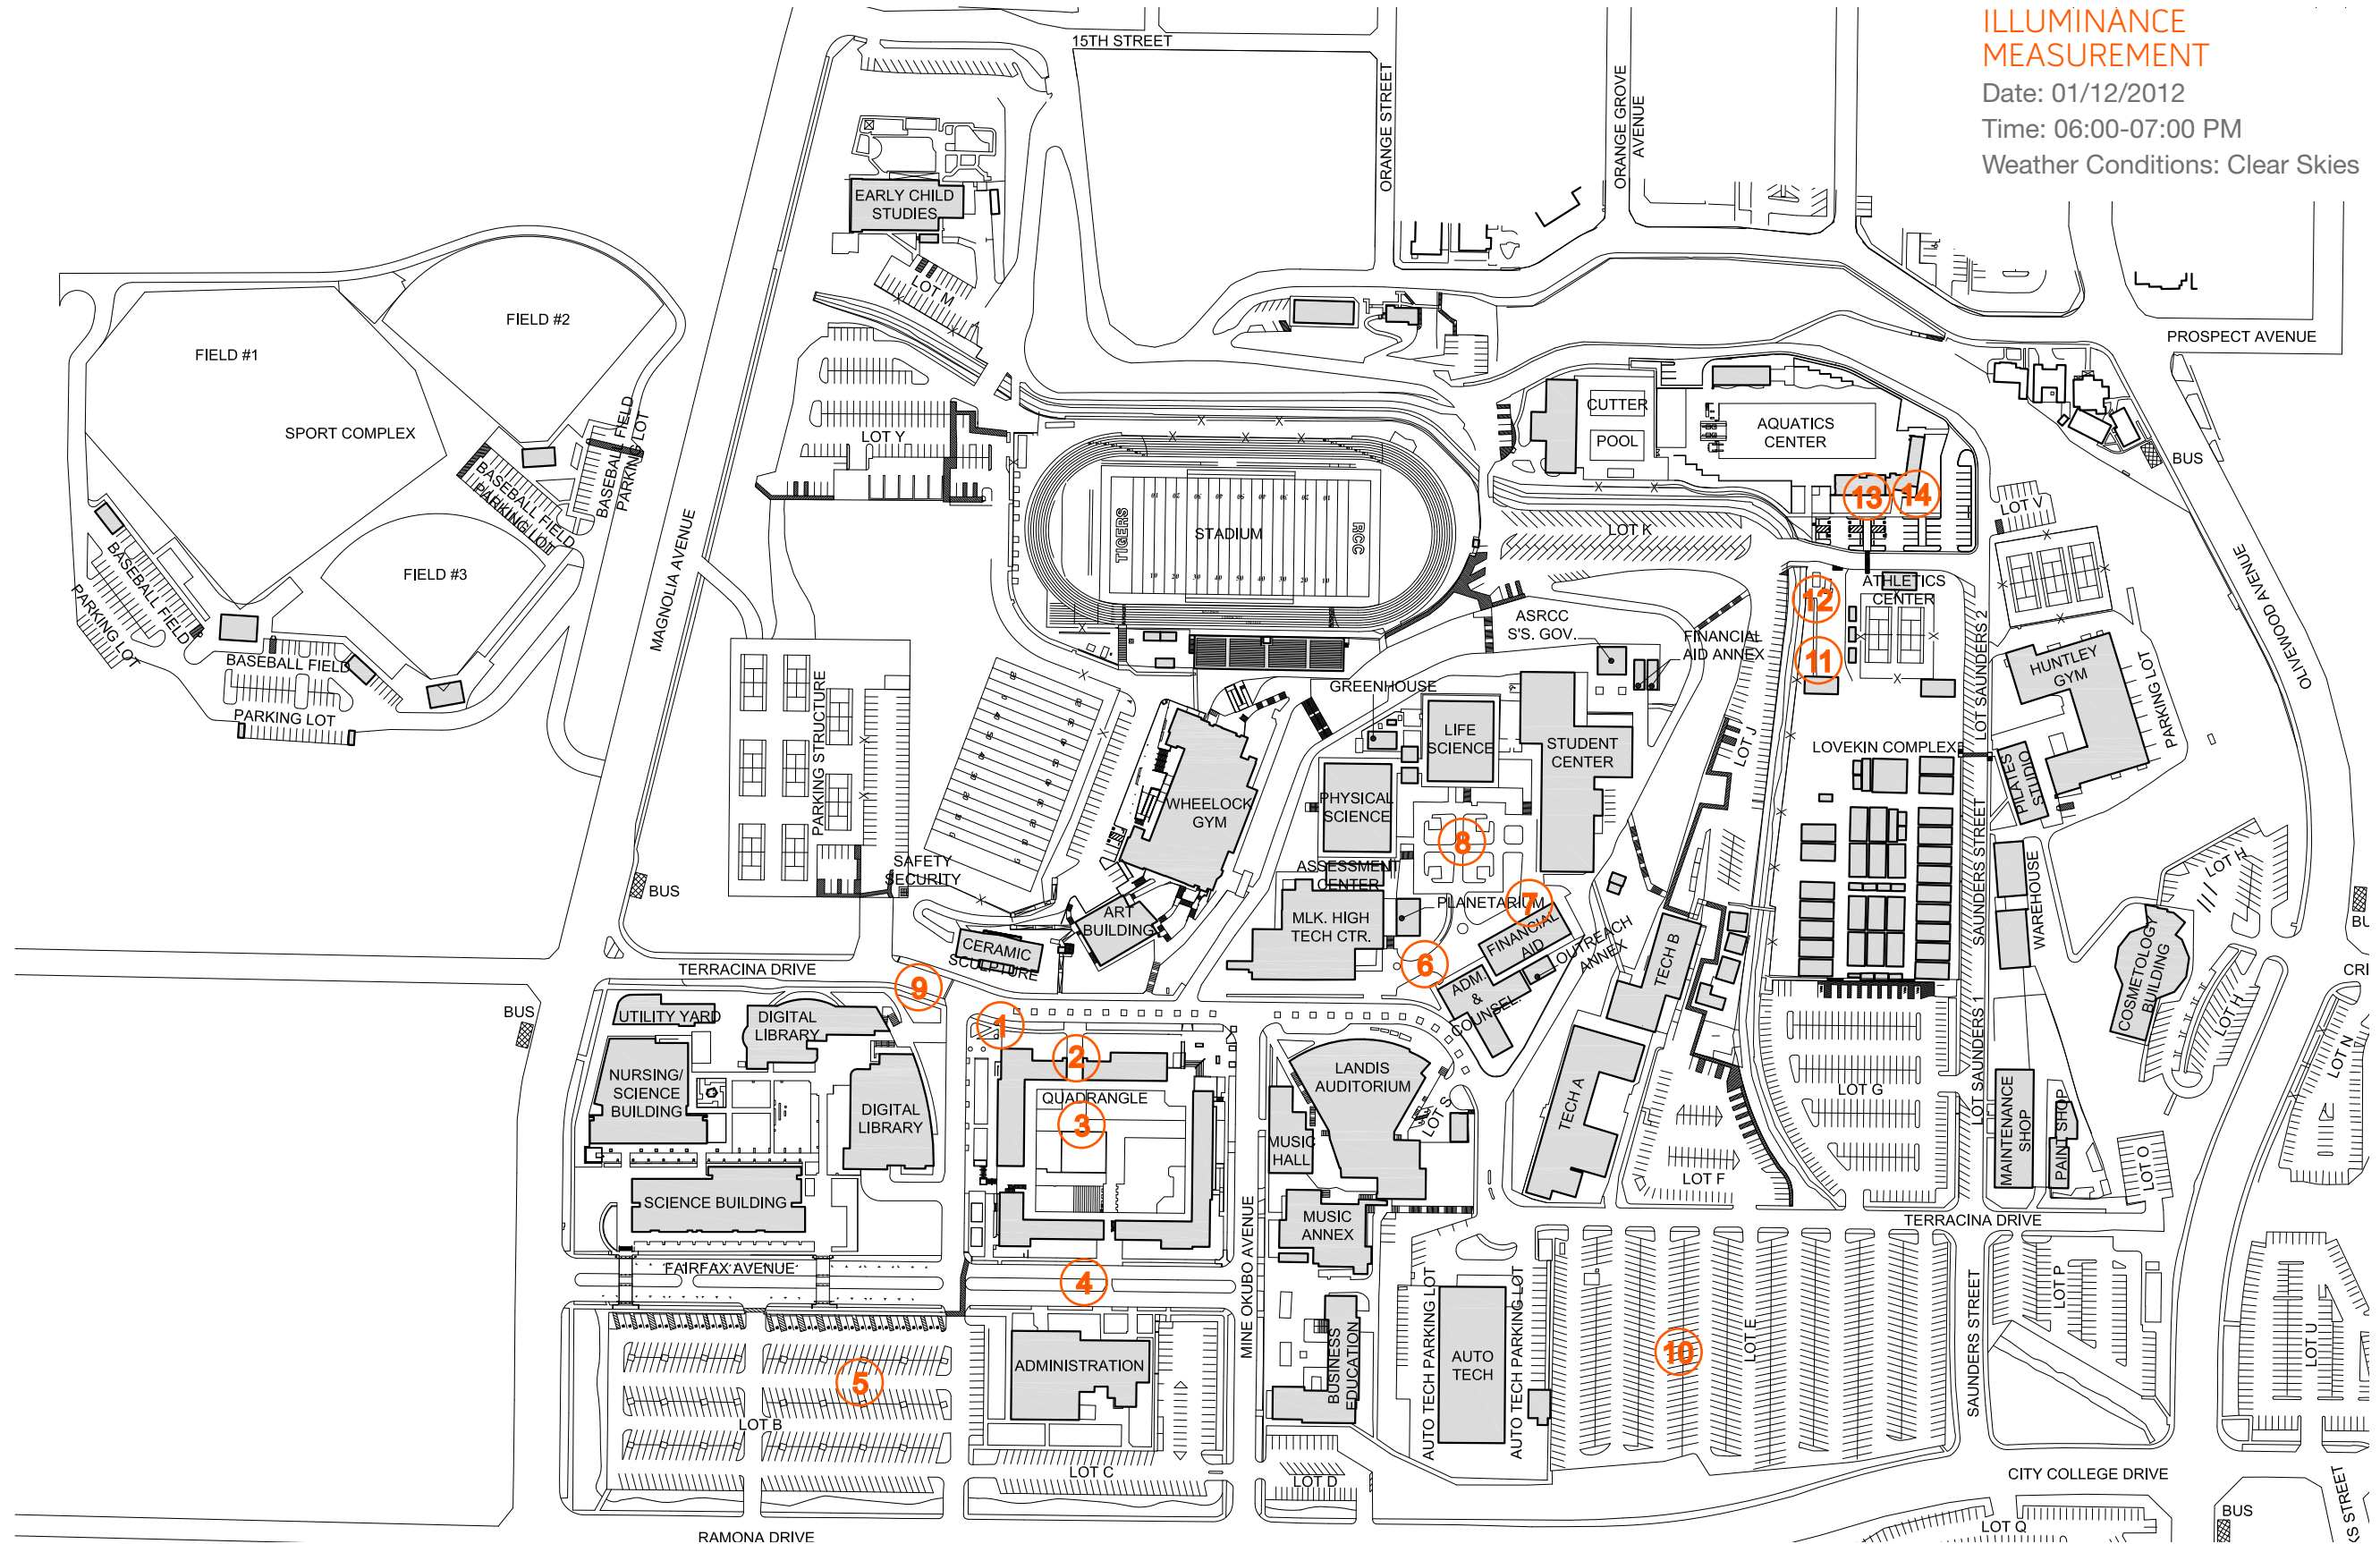 ILLUMINANCE
MEASUREMENT
Date: 01/12/2012
Time: 06:00-07:00 PM
Weather Conditions: Clear Skies
15TH STREET
ORANGE STREET
ORANGE GROVE
AVENUE
EARLY CHILD
STUDIES
LOT M
FIELD #2
FIELD #1
PROSPECT AVENUE
SPORT COMPLEX
BASEBALL FIELD
PARKING LOT
BASEBALL FIELD
PARKING LOT
LOT Y
CUTTER
POOL
AQUATICS
CENTER
BUS
13
14
LOT V
LOT K
TIGERS
STADIUM
RCC
MAGNOLIA AVENUE
FIELD #3
BASEBALL FIELD
PARKING LOT
BASEBALL FIELD
PARKING LOT
ATHLETICS
CENTER
12
11
OLIVEWOOD AVENUE
ASRCC
S'S. GOV.
FINANCIAL
AID ANNEX
LOT SAUNDERS 2
HUNTLEY
GYM
PARKING LOT
GREENHOUSE
PARKING STRUCTURE
LIFE
SCIENCE
STUDENT
CENTER
LOT J
LOVEKIN COMPLEX
PILATES
STUDIO
WHEELOCK
GYM
PHYSICAL
SCIENCE
8
SAUNDERS STREET
WAREHOUSE
LOT H
SAFETY
SECURITY
BUS
ASSESSMENT
CENTER
PLANETARIUM
7
ART
BUILDING
MLK. HIGH
TECH CTR.
FINANCIAL
AID
OUTREACH
ANNEX
TECH B
BU
CERAMIC
SCULPTURE
6
ADM.
&
COUNSEL.
COSMETOLOGY
BUILDING
CRI
TERRACINA DRIVE
9
BUS
UTILITY YARD
DIGITAL
LIBRARY
1
2
LOT H
LOT N
NURSING/
SCIENCE
BUILDING
QUADRANGLE
3
LANDIS
AUDITORIUM
LOT S
TECH A
LOT G
LOT SAUNDERS 1
MAINTENANCE
SHOP
PAINT SHOP
DIGITAL
LIBRARY
MUSIC
HALL
LOT F
LOT O
SCIENCE BUILDING
MINE OKUBO AVENUE
MUSIC
ANNEX
TERRACINA DRIVE
FAIRFAX AVENUE
4
LOT P
LOT U
ADMINISTRATION
BUSINESS
EDUCATION
AUTO TECH PARKING LOT
AUTO
TECH
AUTO TECH PARKING LOT
10
LOT E
SAUNDERS STREET
5
LOT B
LOT C
LOT D
CITY COLLEGE DRIVE
RAMONA DRIVE
LOT Q
BUS
KS STREET